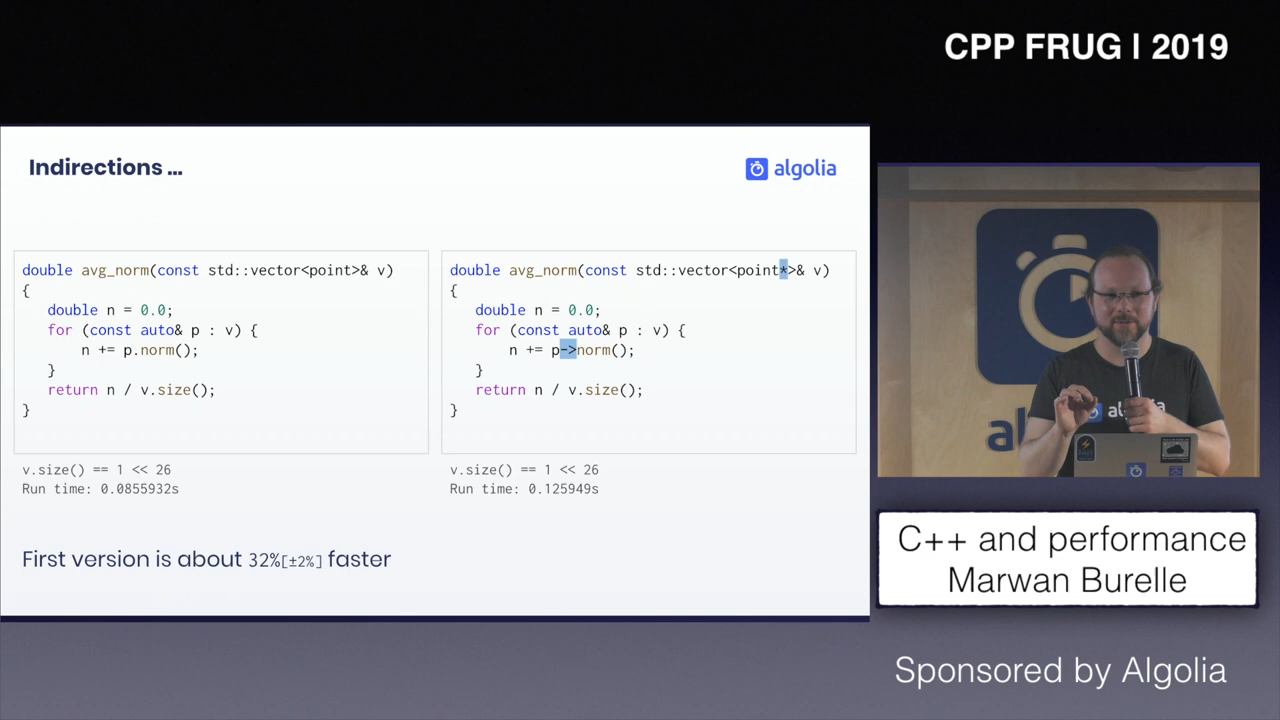 CPP FRUG | 2019
Indirections ...
algolia
double avg_norm(const std::vector<point>& v)
{
double n = 0.0;
for (const auto& p : v) {
n += p.norm();
}
return n / v.size();
}
v.size() == 1 << 26
Run time: 0.0855932s
double avg_norm(const std::vector<point*>& v)
{
double n = 0.0;
for (const auto& p : v) {
n += p->norm();
}
return n / v.size();
}
v.size() == 1 << 26
Run time: 0.125949s
First version is about 32%[±2%] faster
C++ and performance
Marwan Burelle
Sponsored by Algolia